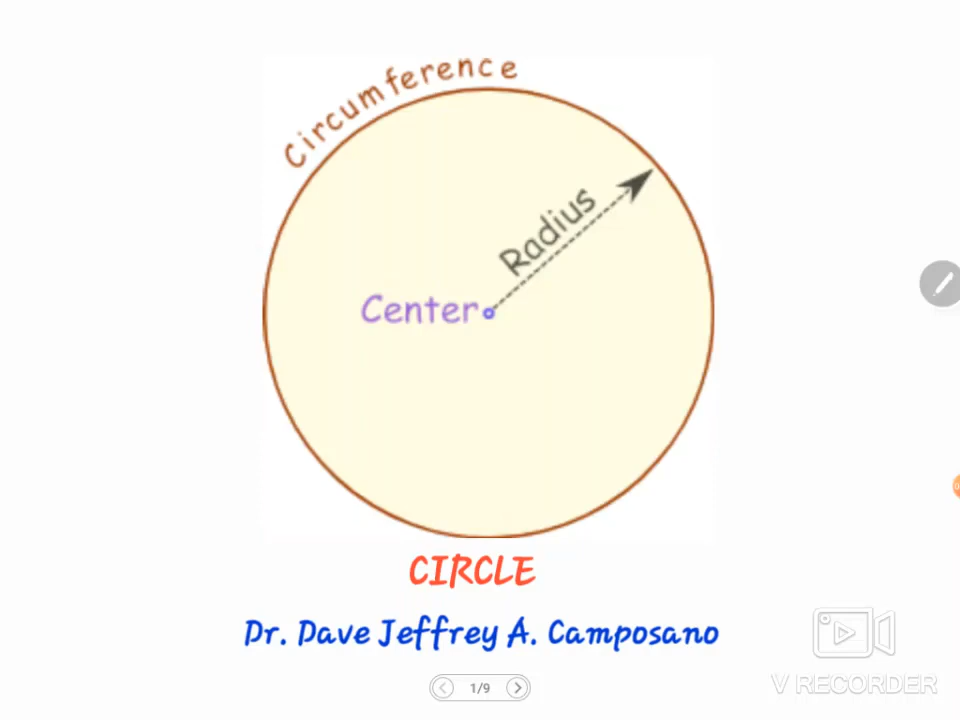 Circumference
Radius
Center
CIRCLE
Dr. Dave Jeffrey A. Camposano
1/9
V RECORDER